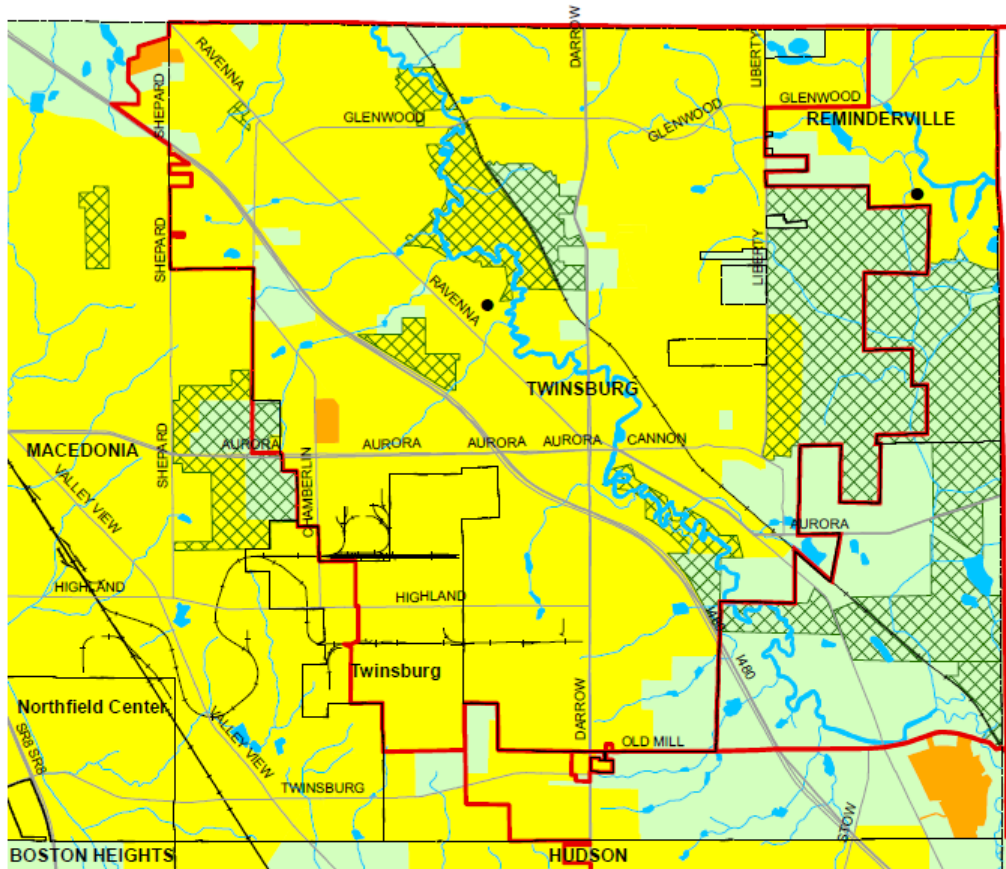 DARROW
RAVENNA
LIBERTY
SHEPARD
GLENWOOD
GLENWOOD
GLENWOOD
REMINDERVILLE
SHEPARD
LIBERTY
RAVENNA
TWINSBURG
MACEDONIA
SHEPARD
AURORA
AURORA
AURORA
AURORA
CANNON
VALLEY VIEW
CHAMBERLIN
AURORA
HIGHLAND
HIGHLAND
I480
I480
Twinsburg
Northfield Center
VALLEY VIEW
DARROW
OLD MILL
SR8 SR8
TWINSBURG
STOW
BOSTON HEIGHTS
HUDSON